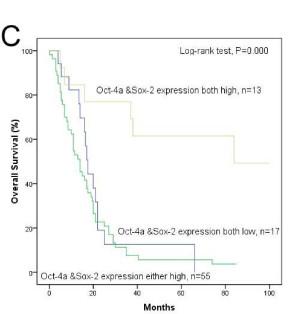 C
Log-rank test, P=0.000
Oct-4a &Sox-2 expression both high, n=13
Oct-4a &Sox-2 expression both low, n=17
Oct-4a &Sox-2 expression either high, n=55
Overall Survival (%)
100
80
60
40
20
0
0 20 40 60 80 100
Months